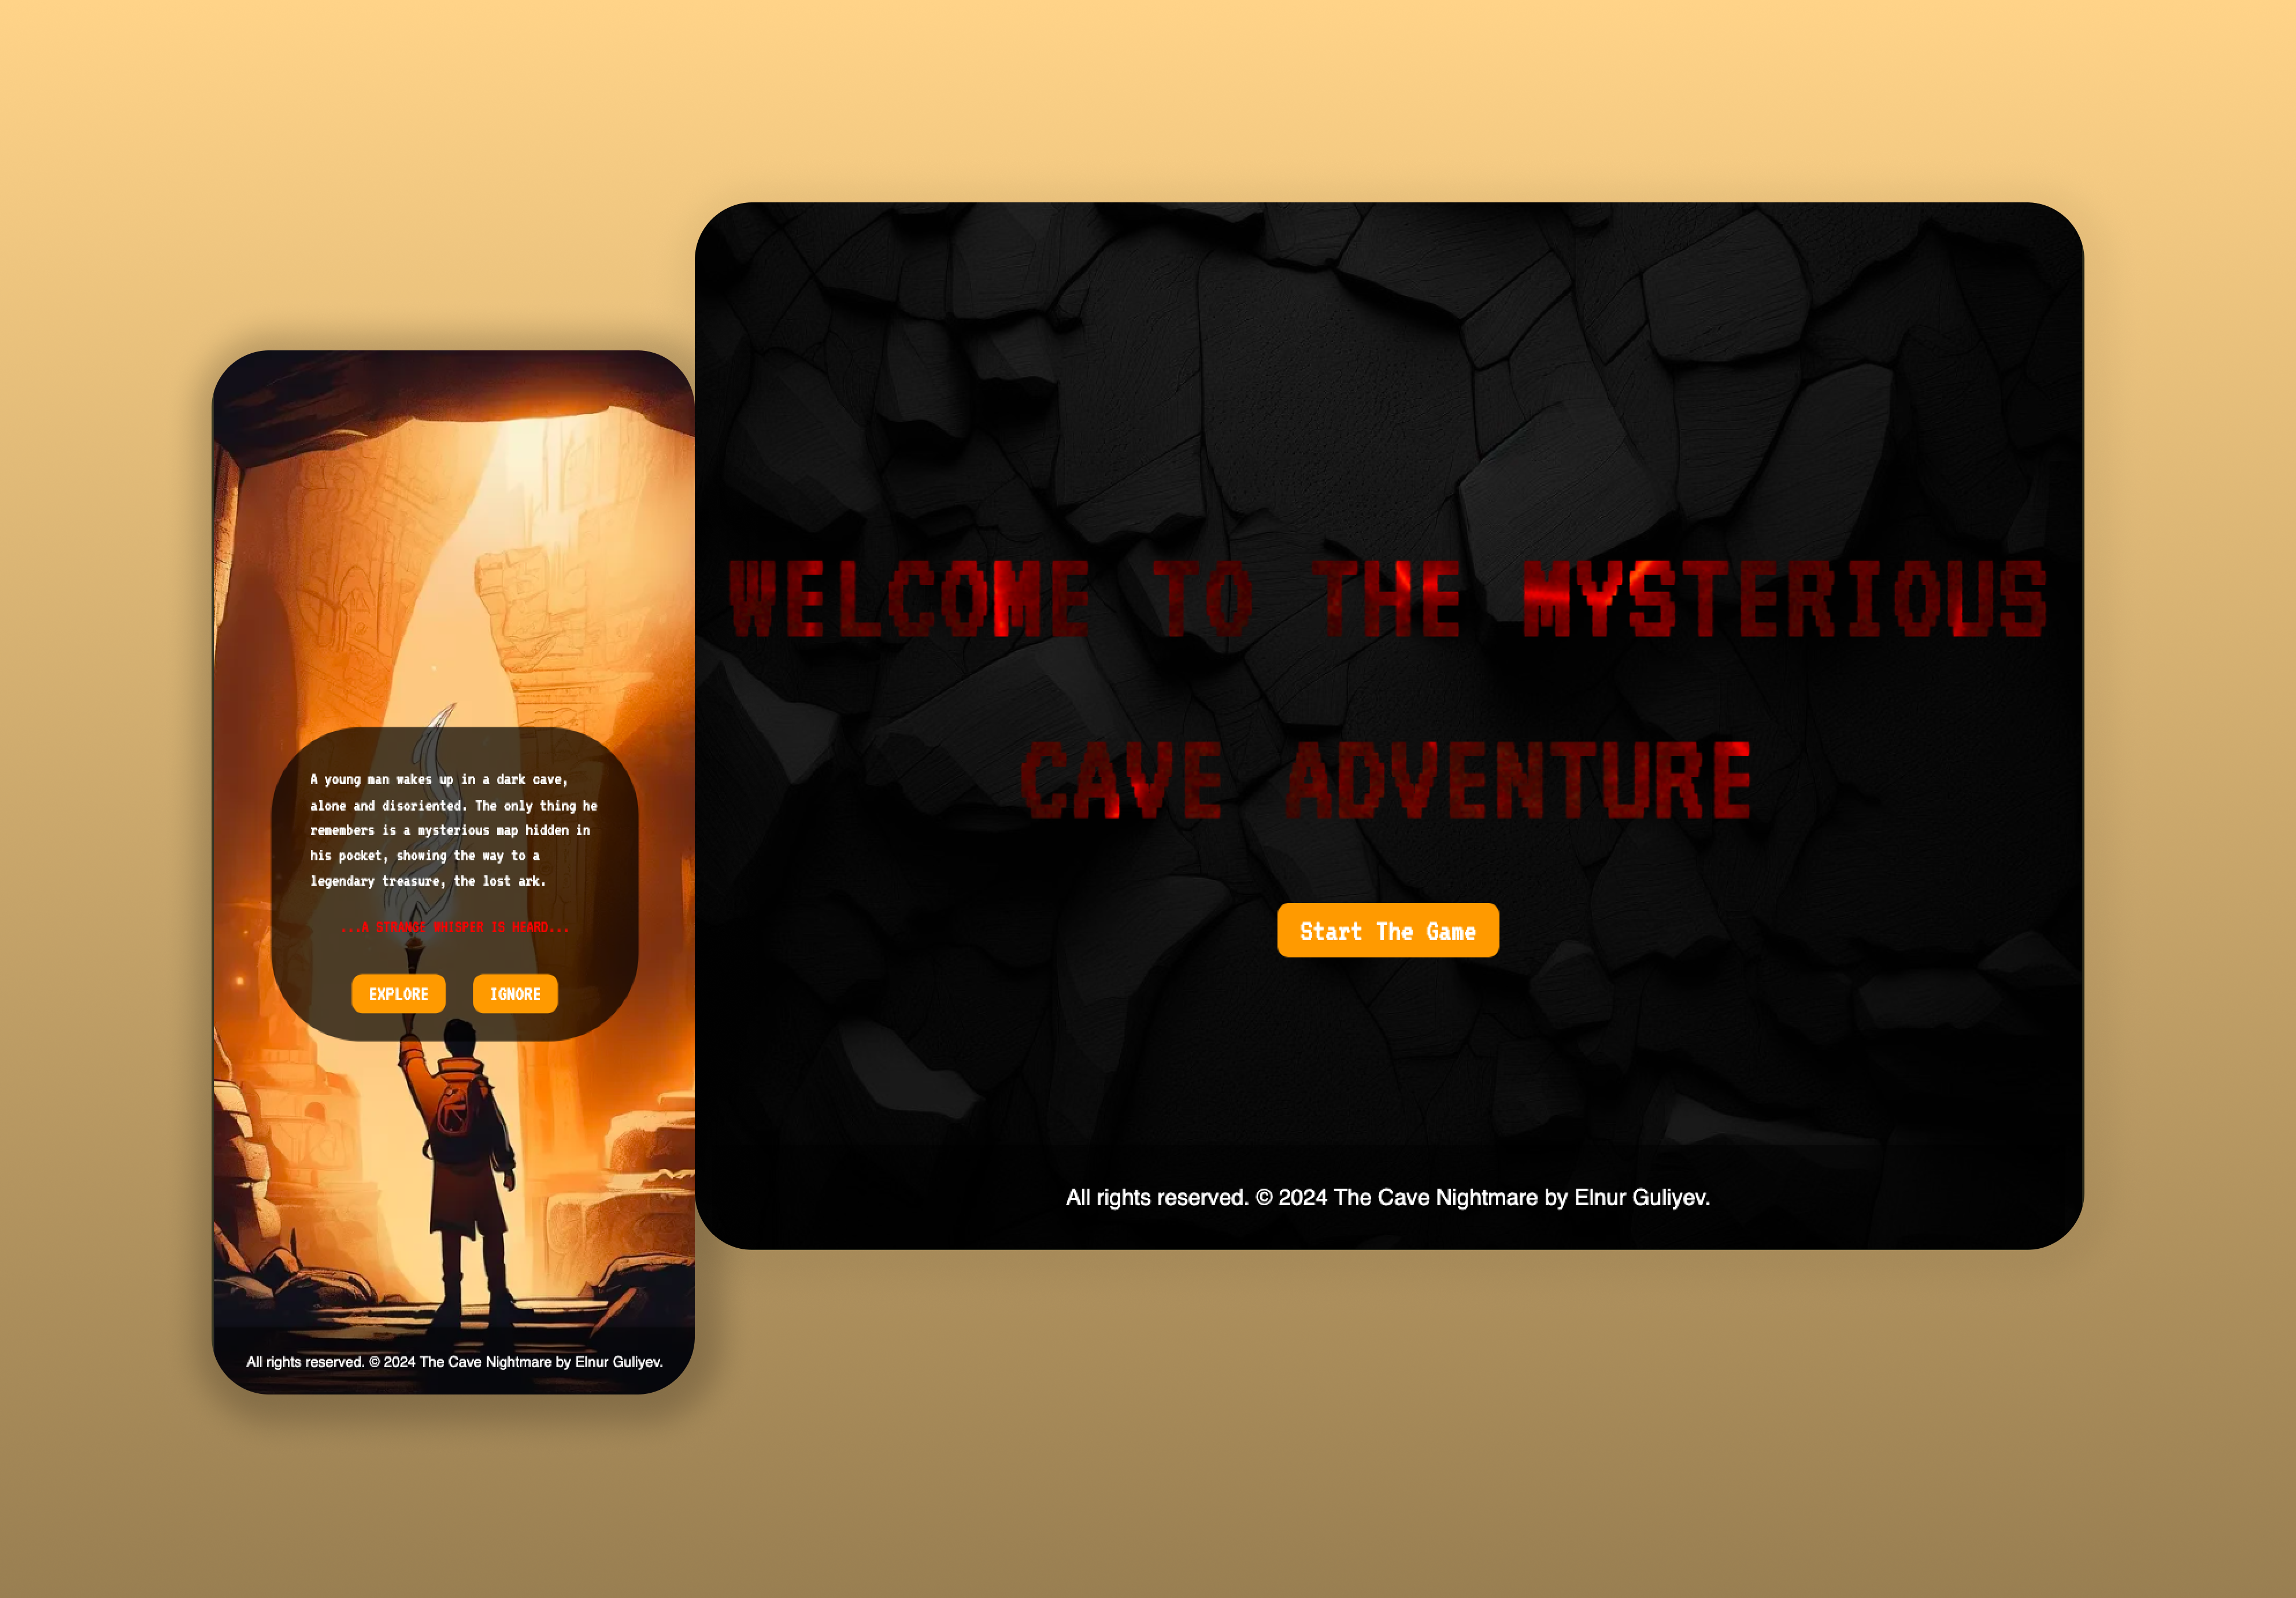 A young man wakes up in a dark cave,
alone and disoriented. The only thing he
remembers is a mysterious map hidden in
his pocket, showing the way to a
legendary treasure, the lost ark.
...A STRANGE WHISPER IS HEARD...
EXPLORE IGNORE
All rights reserved. © 2024 The Cave Nightmare by Elnur Guliyev.
WELCOME TO THE MYSTERIOUS
CAVE ADVENTURE
Start The Game
All rights reserved. © 2024 The Cave Nightmare by Elnur Guliyev.